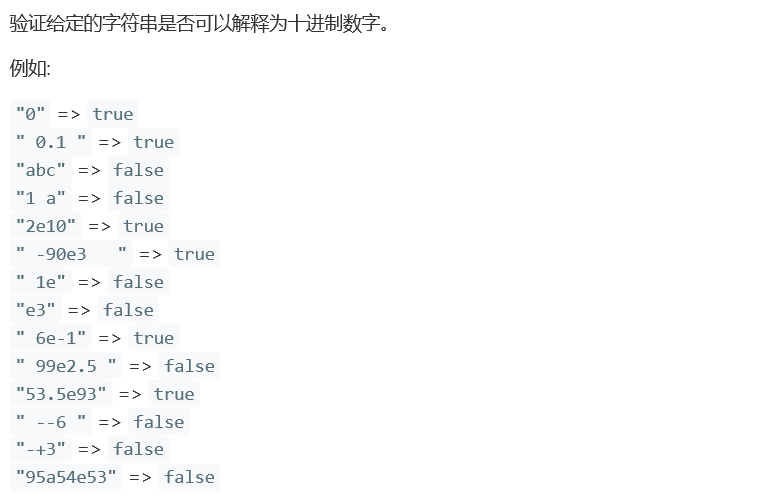 验证给定的字符串是否可以解释为十进制数字。
例如:
"0" => true
" 0.1 " => true
"abc" => false
"1 a" => false
"2e10" => true
" -90e3   " => true
" 1e" => false
"e3" => false
" 6e-1" => true
" 99e2.5 " => false
"53.5e93" => true
" --6 " => false
"-+3" => false
"95a54e53" => false